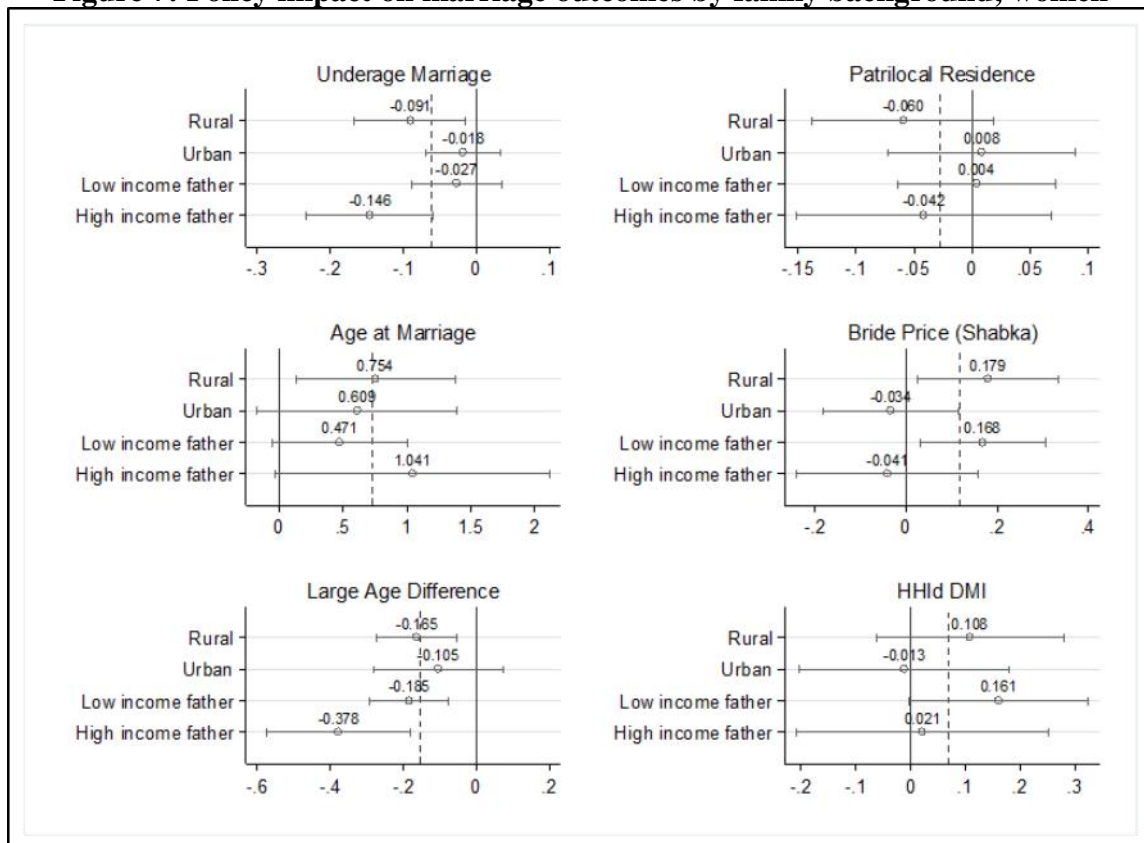 Figure Policy impact on marriage outcomes by family background, women
Underage Marriage
Rural
Urban
Low income father
High income father
-0.091
-0.018
-0.027
-0.146
-.3 -.2 -.1 0 .1
Patrilocal Residence
Rural
Urban
Low income father
High income father
-0.060
0.008
0.004
-0.042
-.15 -.1 -.05 0 .05 .1
Age at Marriage
Rural
Urban
Low income father
High income father
0.754
0.609
0.471
1.041
0 .5 1 1.5 2
Bride Price (Shabka)
Rural
Urban
Low income father
High income father
0.179
-0.034
0.168
-0.041
-.2 0 .2 .4
Large Age Difference
Rural
Urban
Low income father
High income father
-0.165
-0.105
-0.185
-0.378
-.6 -.4 -.2 0 .2
HHld DMI
Rural
Urban
Low income father
High income father
0.108
-0.013
0.161
0.021
-.2 -.1 0 .1 .2 .3